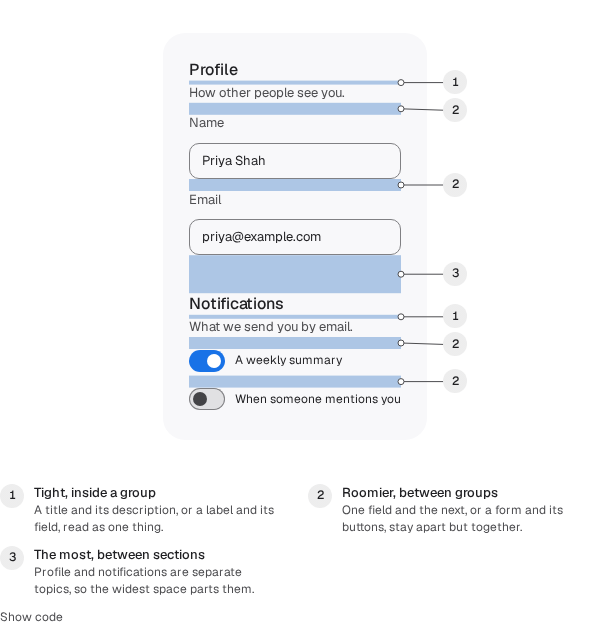 Profile
1
How other people see you.
2
Name
Priya Shah
2
Email
priya@example.com
3
Notifications
1
What we send you by email.
2
A weekly summary
2
When someone mentions you
1 Tight, inside a group
A title and its description, or a label and its
field, read as one thing.
2 Roomier, between groups
One field and the next, or a form and its
buttons, stay apart but together.
3 The most, between sections
Profile and notifications are separate
topics, so the widest space parts them.
Show code